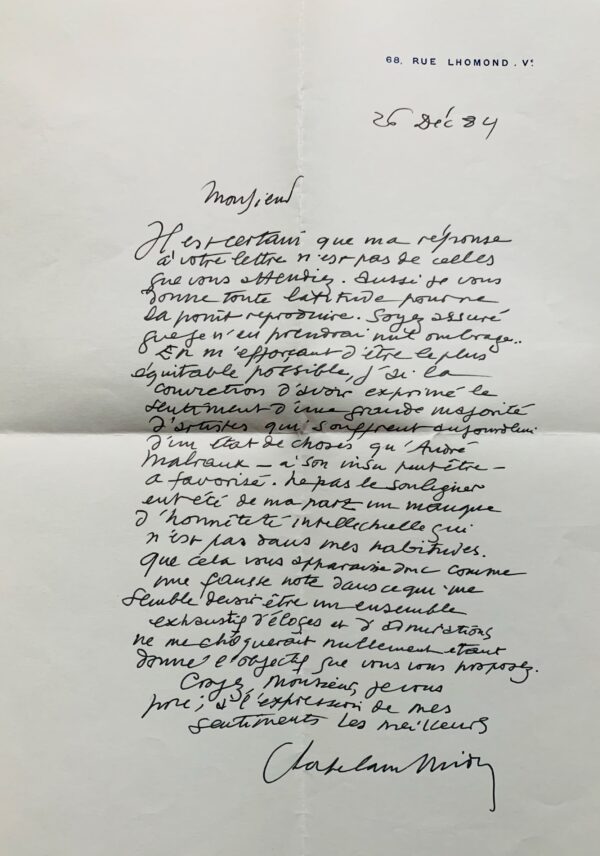 68, RUE LHOMOND. Ve
26 Déc 84
Monsieur
Il est certain que ma réponse
à votre lettre n'est pas de celles
que vous attendiez. Aussi je vous
donne toute latitude pour ne
la point reproduire. Soyez assuré
que je n'en prendrai nul ombrage..
En m'efforçant d'être le plus
équitable possible, j'ai la
conviction d'avoir exprimé le
sentiment d'une grande majorité
d'artistes qui souffrent aujourd'hui
d'un état de choses qu'André
Malraux – à son insu peut être –
a favorisé. Ne pas le souligner
eut été de ma part un manque
d'honnêteté intellectuelle qui
n'est pas dans mes habitudes.
Que cela vous apparaisse donc comme
une fausse note dans ce qui me
semble devoir être un ensemble
exhaustif d'éloges et d'admirations
ne me choquerait nullement étant
donné l'objectif que vous vous proposez.
Croyez, Monsieur, je vous
prie, à l'expression de mes
sentiments les meilleurs
Chapelain Midy